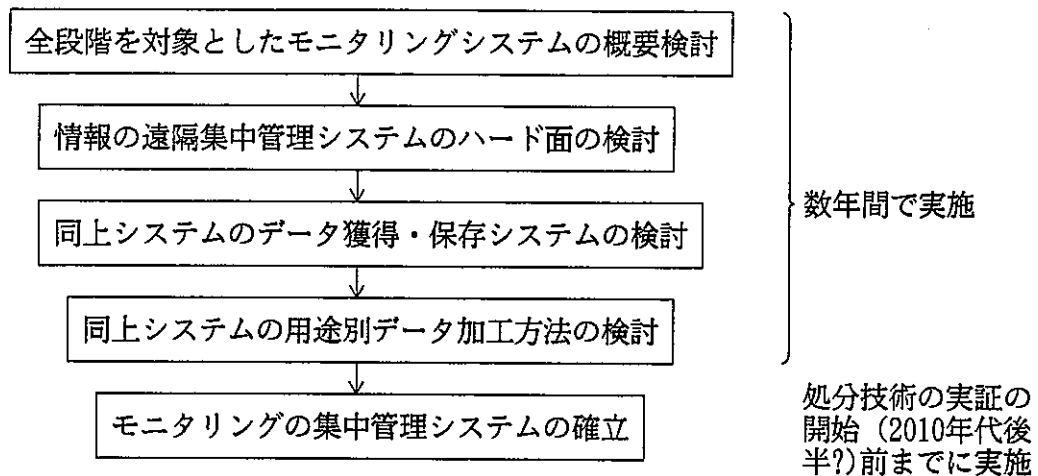 全段階を対象としたモニタリングシステムの概要検討
情報の遠隔集中管理システムのハード面の検討
同上システムのデータ獲得・保存システムの検討
同上システムの用途別データ加工方法の検討
数年間で実施
モニタリングの集中管理システムの確立
処分技術の実証の
開始(2010年代後
半?)前までに実施